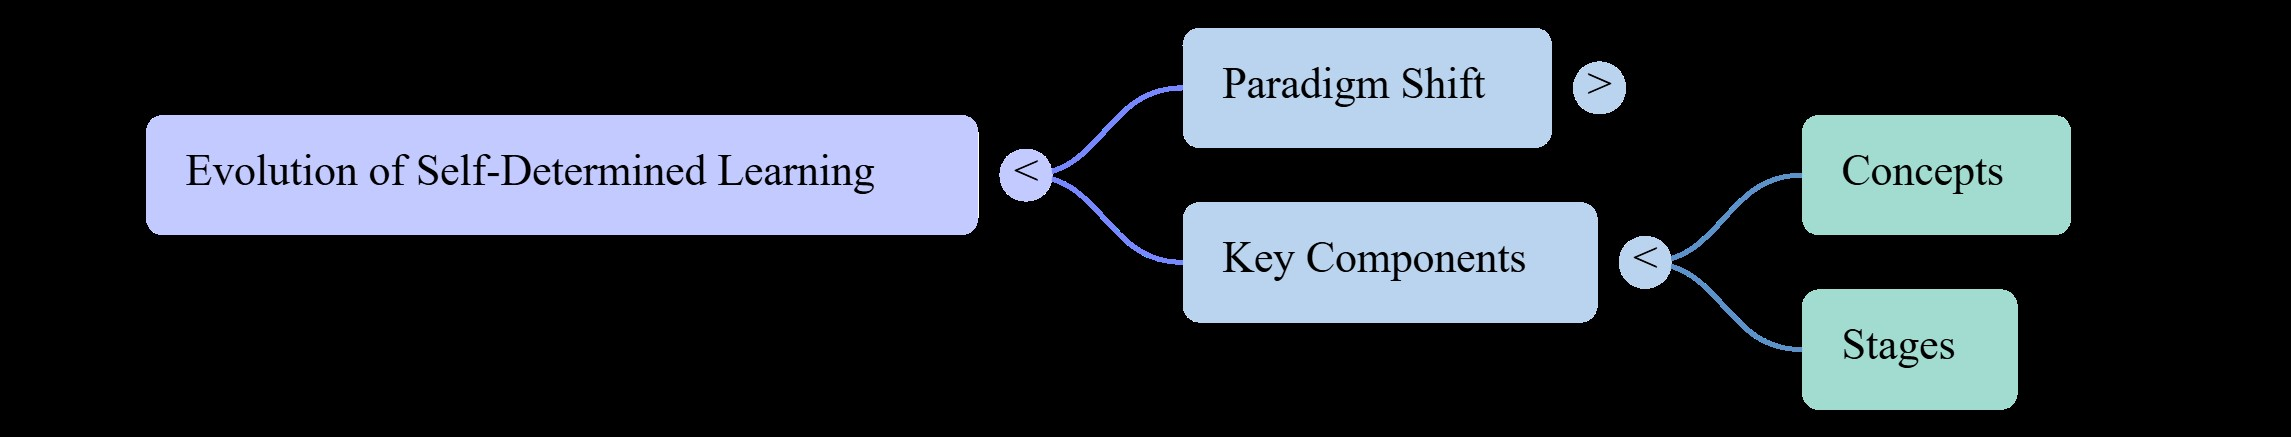 Evolution of Self-Determined Learning
<
Paradigm Shift
>
Key Components
<
Concepts
Stages